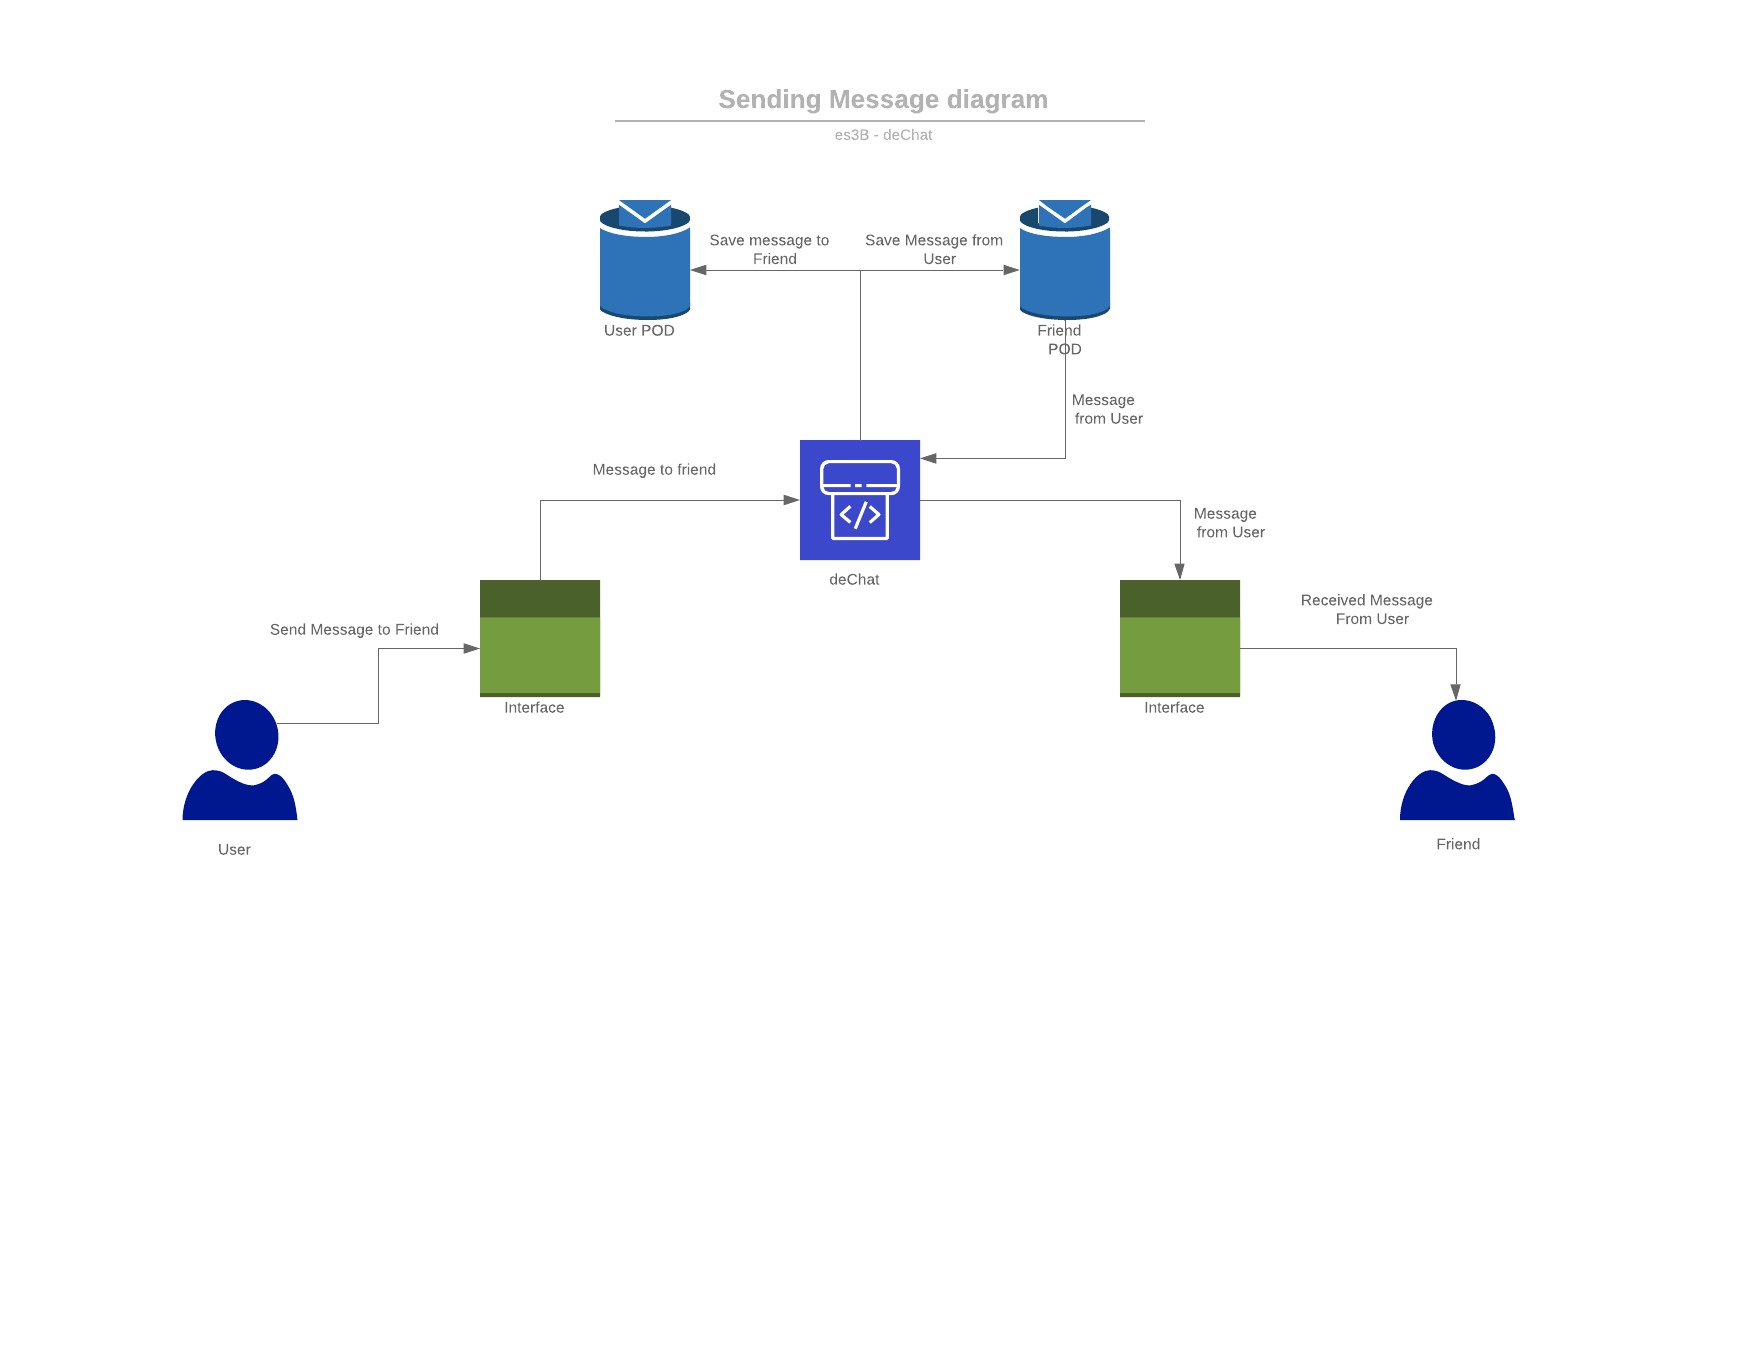 Sending Message diagram
es3B - deChat
Save message to
Friend
Save Message from
User
User POD
Friend
POD
Message
from User
Message to friend
deChat
Message
from User
Send Message to Friend
Interface
Received Message
From User
Interface
User
Friend